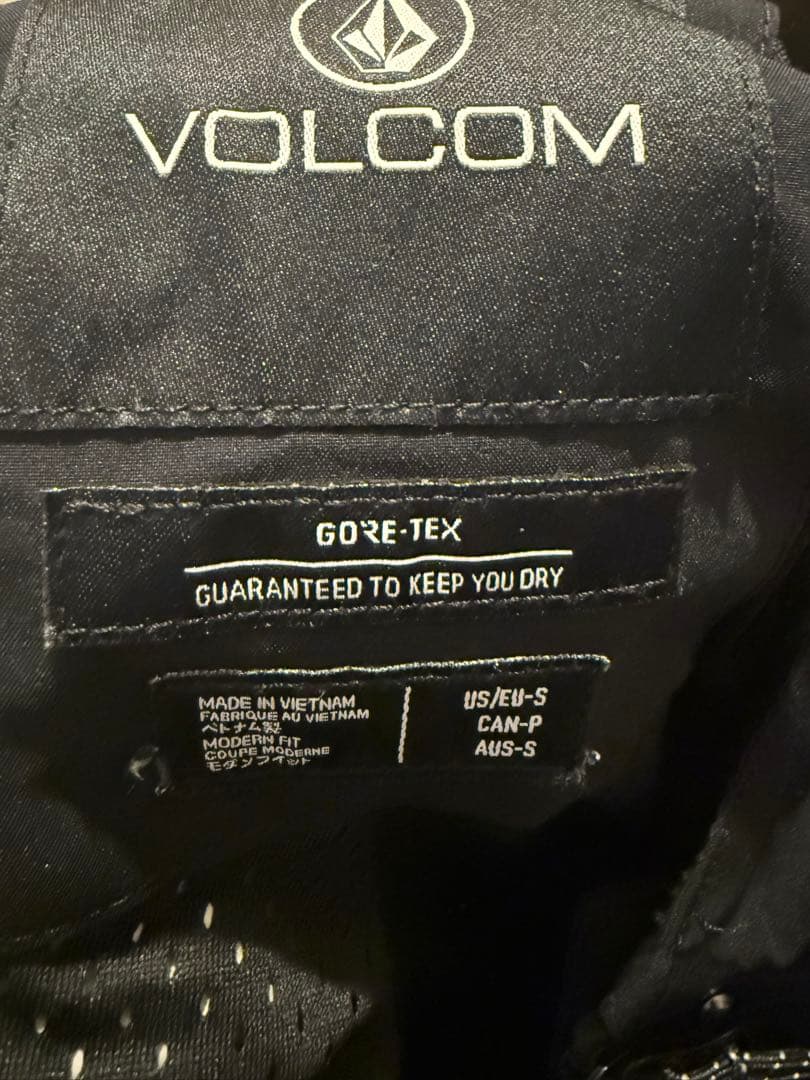 VOLCOM
GORE-TEX
GUARANTEED TO KEEP YOU DRY
MADE IN VIETNAM
FABRIQUE AU VIETNAM
ベトナム製
MODERN FIT
COUPE MODERNE
モダンフィット
US/EU-S
CAN-P
AUS-S